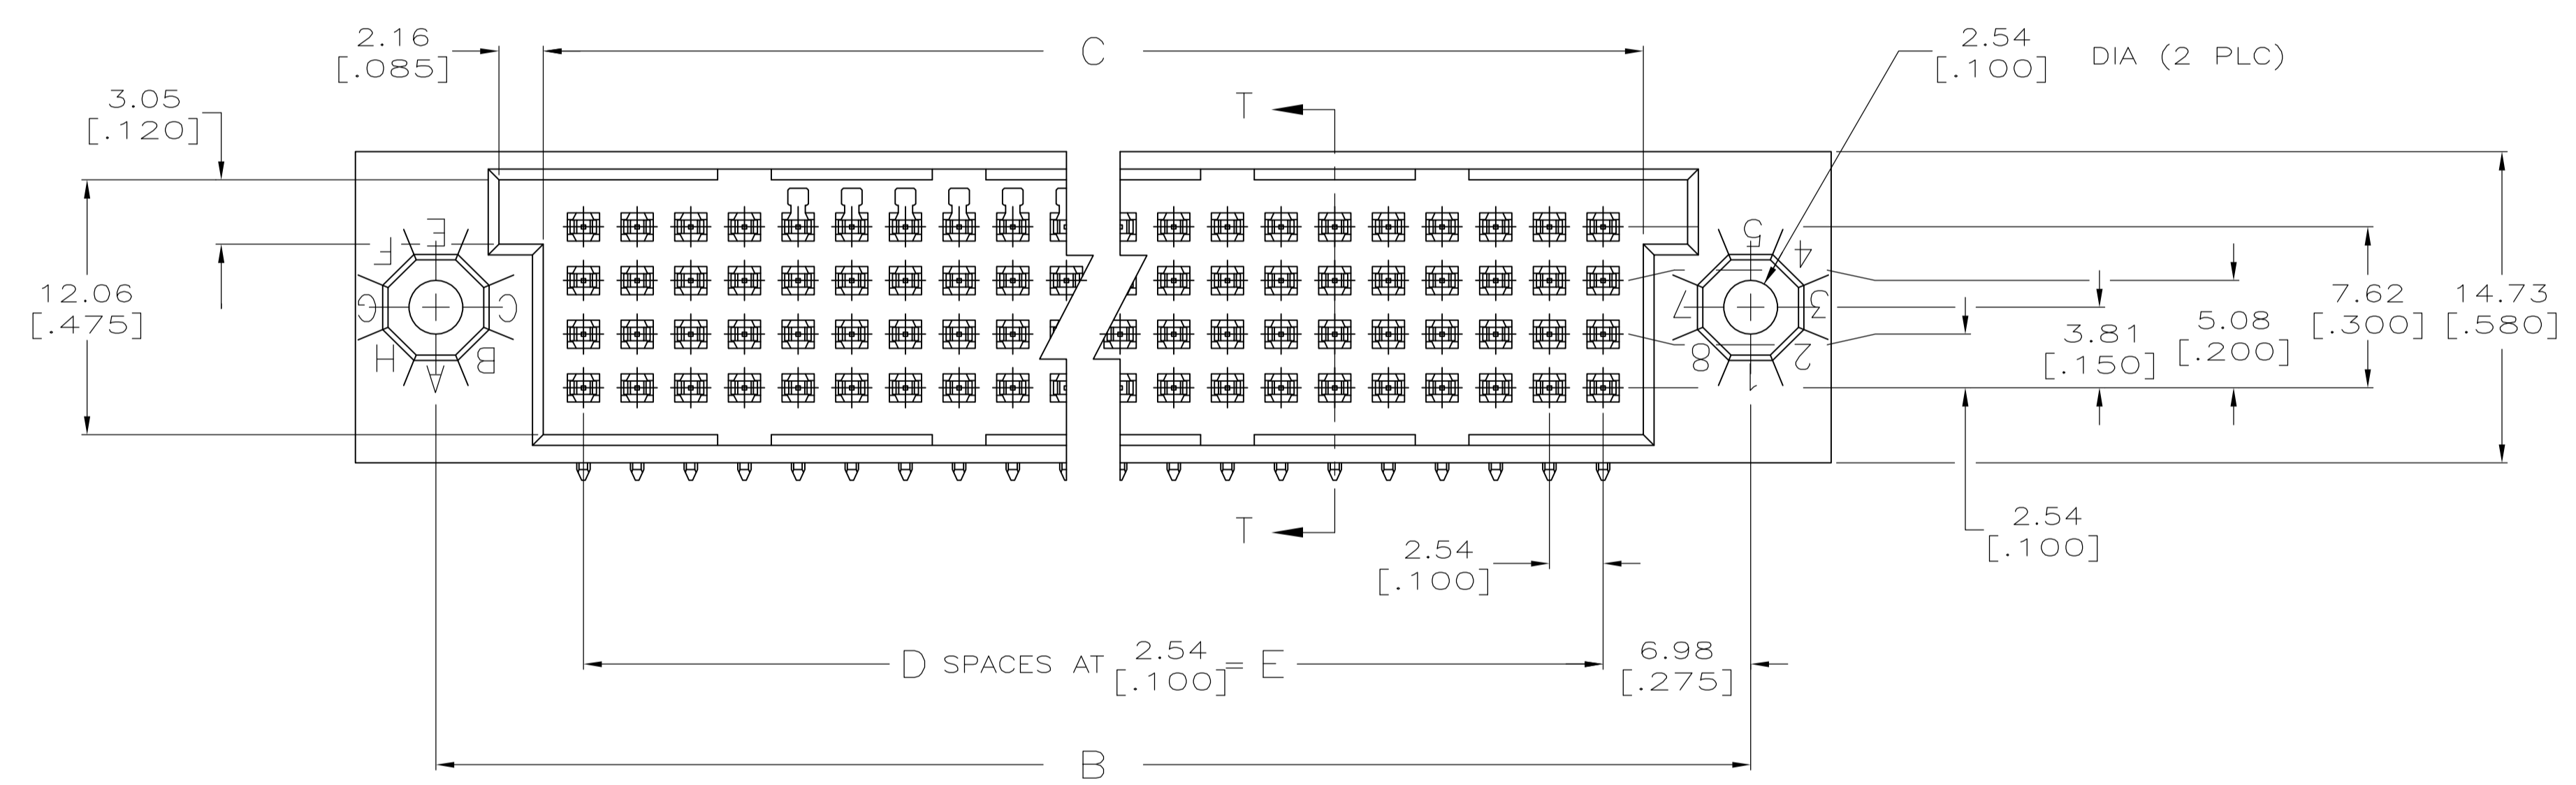 2.16
[.085]
C
2.54
[.100] DIA (2 PLC)
3.05
[.120]
T
E
F
G
C
H
B
A
5
4
7
3
8
2
1
12.06
[.475]
7.62
[.300]
14.73
[.580]
5.08
[.200]
3.81
[.150]
2.54
[.100]
T
2.54
[.100]
D SPACES AT 2.54 [.100] = E
6.98
[.275]
B